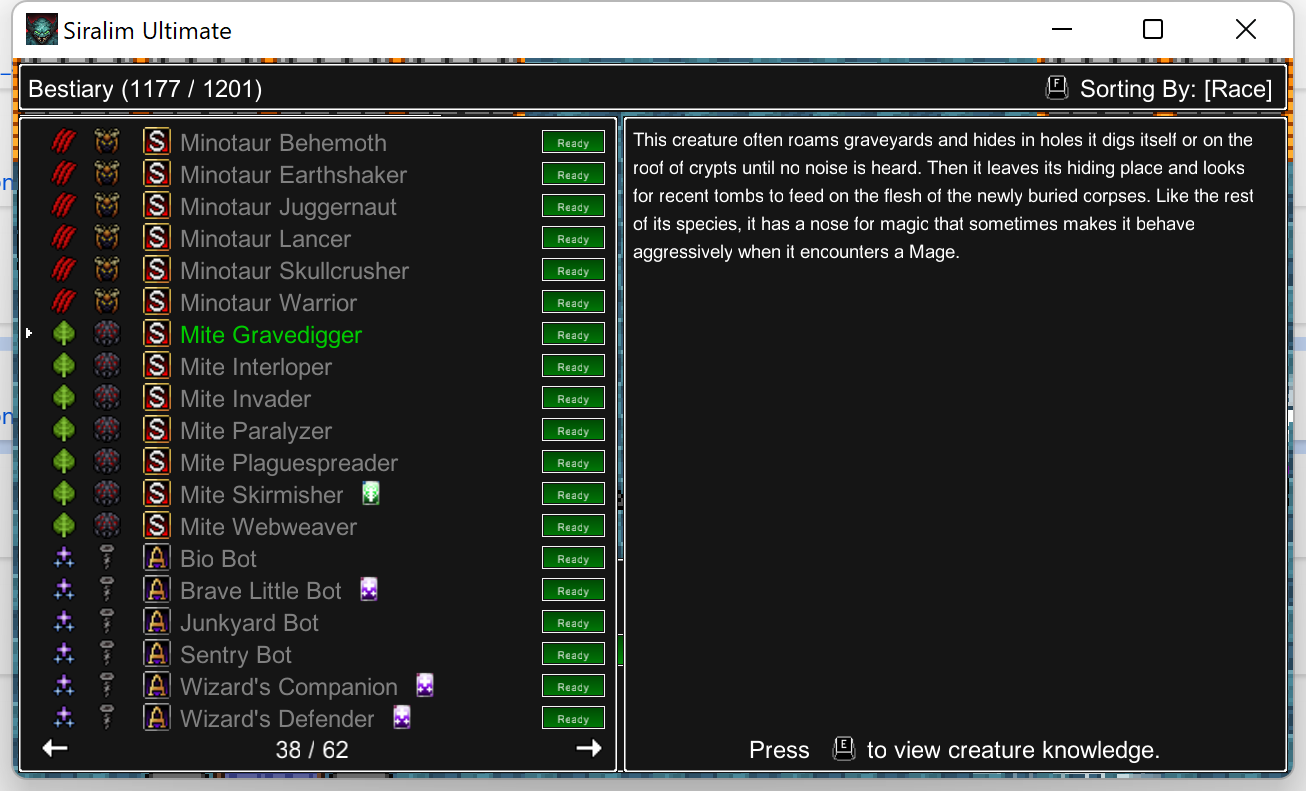 Siralim Ultimate
Bestiary (1177 / 1201)
F Sorting By: [Race]
S Minotaur Behemoth Ready
S Minotaur Earthshaker Ready
S Minotaur Juggernaut Ready
S Minotaur Lancer Ready
S Minotaur Skullcrusher Ready
S Minotaur Warrior Ready
S Mite Gravedigger Ready
S Mite Interloper Ready
S Mite Invader Ready
S Mite Paralyzer Ready
S Mite Plaguespreader Ready
S Mite Skirmisher Ready
S Mite Webweaver Ready
A Bio Bot Ready
A Brave Little Bot Ready
A Junkyard Bot Ready
A Sentry Bot Ready
A Wizard's Companion Ready
A Wizard's Defender Ready
38 / 62
This creature often roams graveyards and hides in holes it digs itself or on the
roof of crypts until no noise is heard. Then it leaves its hiding place and looks
for recent tombs to feed on the flesh of the newly buried corpses. Like the rest
of its species, it has a nose for magic that sometimes makes it behave
aggressively when it encounters a Mage.
Press E to view creature knowledge.